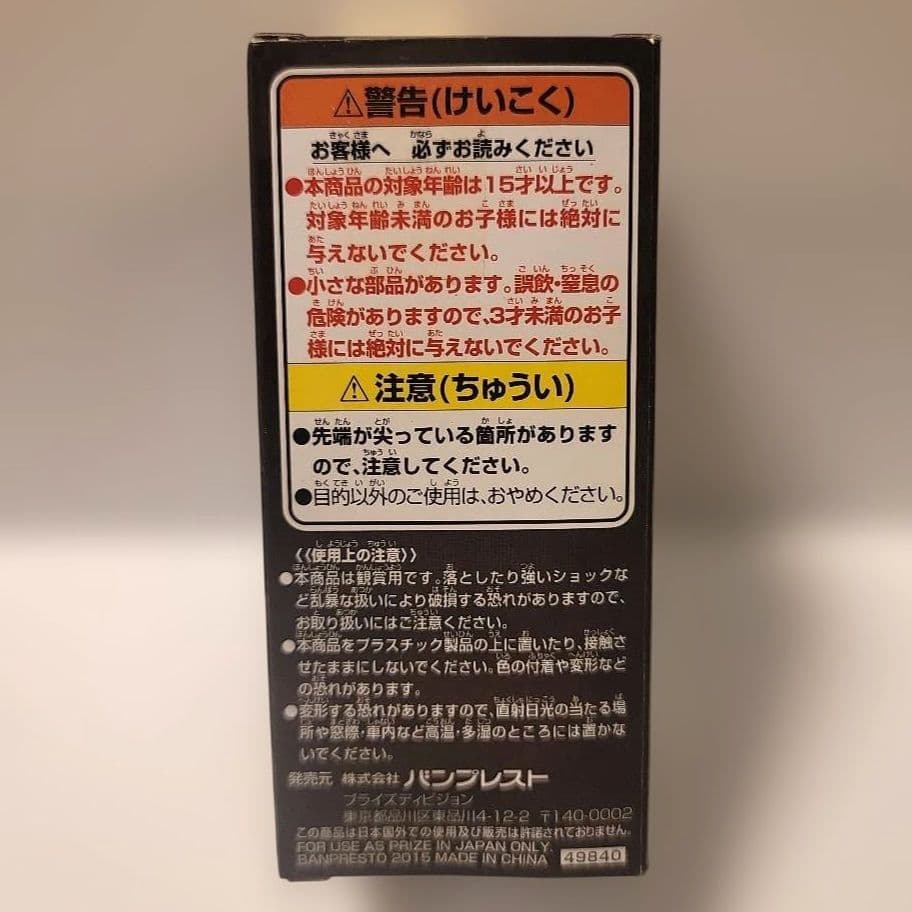 ⚠警告(けいこく)
お客様へ 必ずお読みください
●本商品の対象年齢は15才以上です。
対象年齢未満のお子様には絶対に
与えないでください。
●小さな部品があります。誤飲・窒息の
危険がありますので、3才未満のお子
様には絶対に与えないでください。
⚠注意(ちゅうい)
●先端が尖っている箇所があります
ので、注意してください。
●目的以外のご使用は、おやめください。
《使用上の注意》
●本商品は観賞用です。落としたり強いショックな
ど乱暴な扱いにより破損する恐れがありますので、
お取り扱いにはご注意ください。
●本商品をプラスチック製品の上に置いたり、接触さ
せたままにしないでください。色の付着や変形など
の恐れがあります。
●変形する恐れがありますので、直射日光の当たる場
所や窓際・車内など高温・多湿のところには置かな
いでください。
発売元 株式会社 バンプレスト
プライズディビジョン
東京都品川区東品川4-12-2 〒140-0002
この商品は日本国外での使用及び販売は許諾されておりません。
FOR USE AS PRIZE IN JAPAN ONLY.
BANPRESTO 2015 MADE IN CHINA 49840